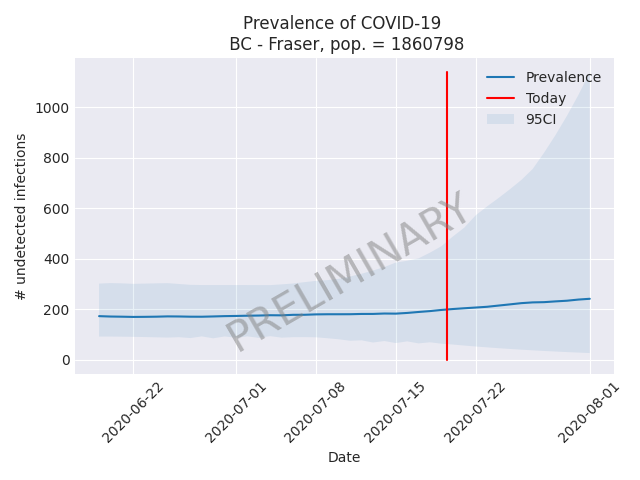 Prevalence of COVID-19
BC - Fraser, pop. = 1860798
Prevalence
Today
95CI
1000
800
600
400
200
0
# undetected infections
PRELIMINARY
2020-06-22
2020-07-01
2020-07-08
2020-07-15
2020-07-22
2020-08-01
Date